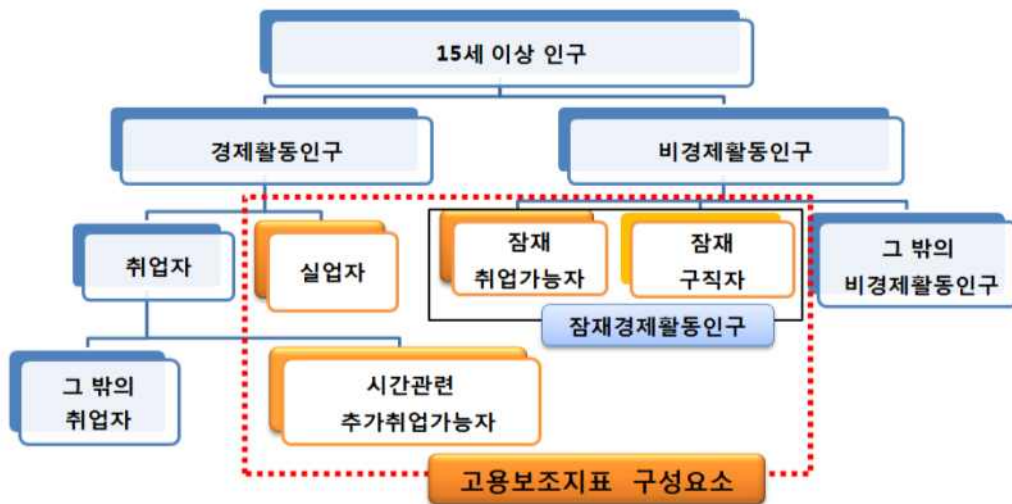 15세 이상 인구
경제활동인구
비경제활동인구
취업자
실업자
잠재
취업가능자
잠재
구직자
그 밖의
비경제활동인구
잠재경제활동인구
그 밖의
취업자
시간관련
추가취업가능자
고용보조지표 구성요소